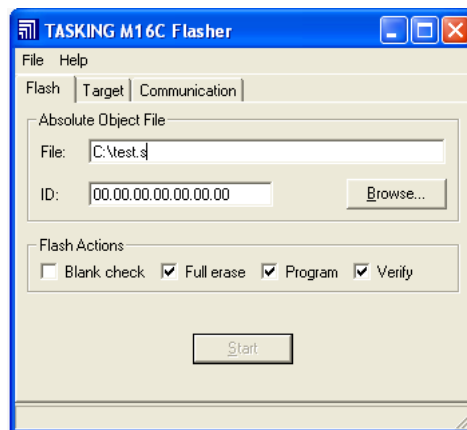 TASKING M16C Flasher
File Help
Flash Target Communication
Absolute Object File
File: C:\test.s
ID: 00.00.00.00.00.00.00 Browse...
Flash Actions
Blank check Full erase Program Verify
Start